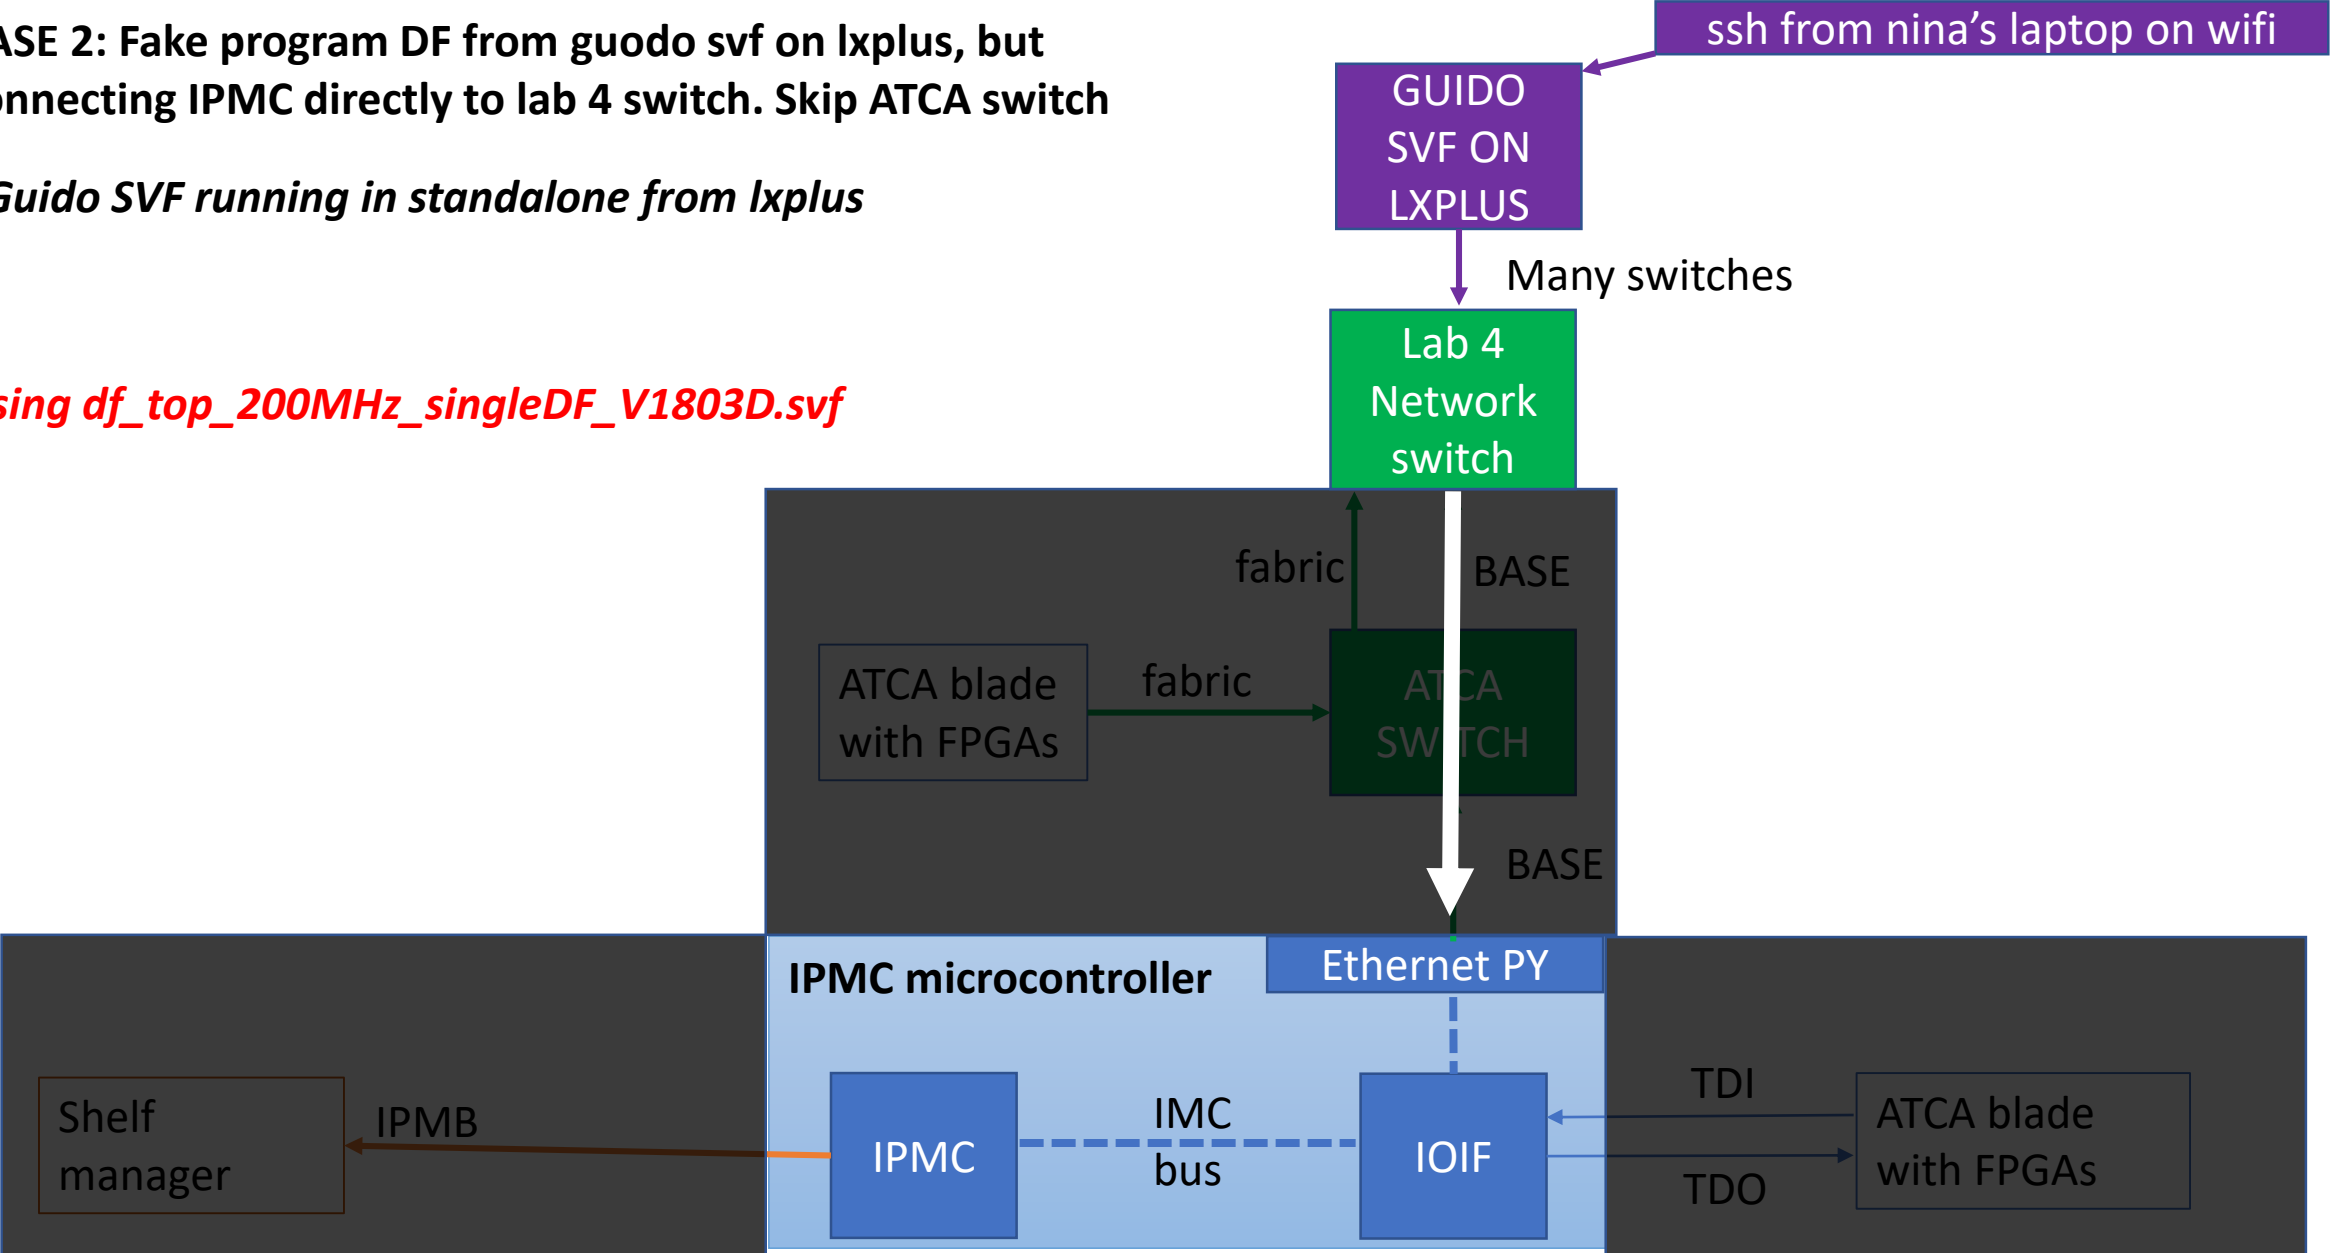 ASE 2: Fake program DF from guodo svf on lxplus, but
onnecting IPMC directly to lab 4 switch. Skip ATCA switch
Guido SVF running in standalone from lxplus
sing df_top_200MHz_singleDF_V1803D.svf
ssh from nina’s laptop on wifi
GUIDO
SVF ON
LXPLUS
Many switches
Lab 4
Network
switch
fabric
BASE
ATCA blade
with FPGAs
fabric
ATCA
SWITCH
BASE
IPMC microcontroller
Ethernet PY
Shelf
manager
IPMB
IPMC
IMC
bus
IOIF
TDI
TDO
ATCA blade
with FPGAs